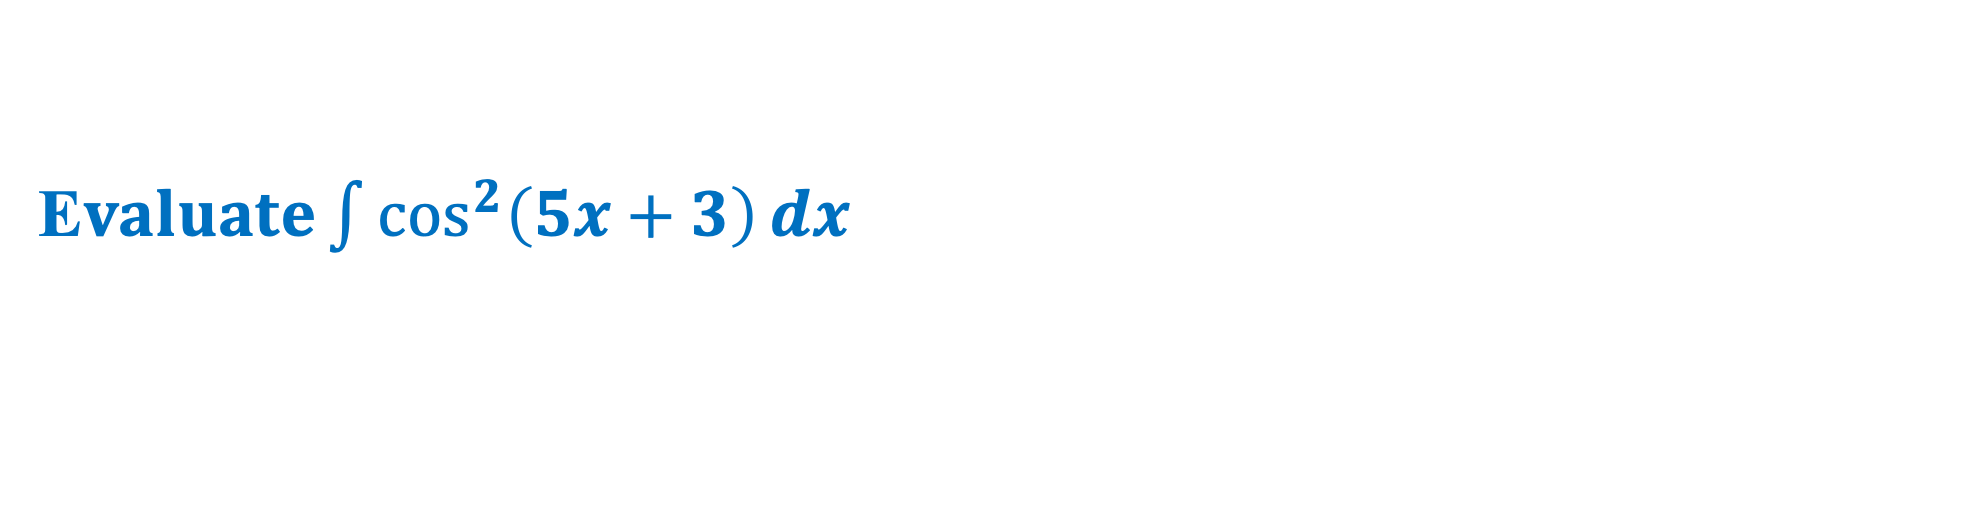 Evaluate ∫ cos²(5x + 3) dx